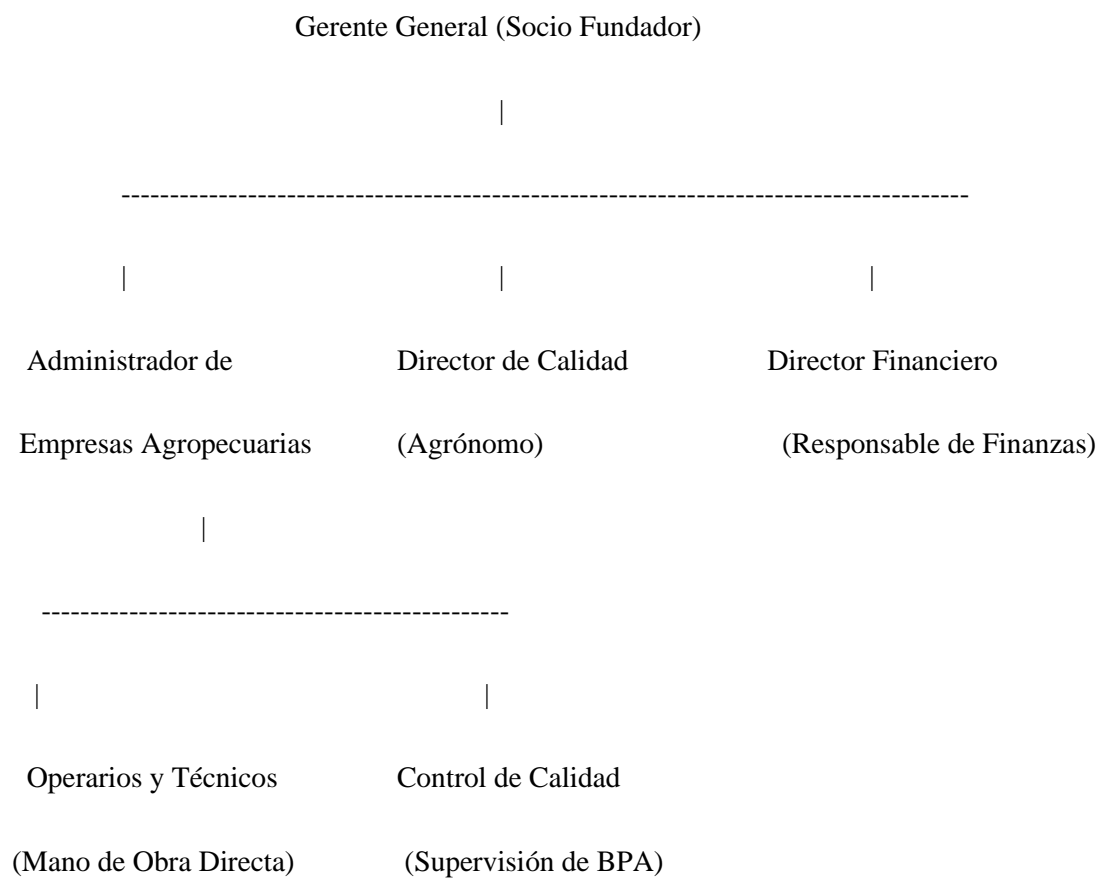 Gerente General (Socio Fundador)
|
---------------------------------------------------------------------------------------
| | |
Administrador de Director de Calidad Director Financiero
Empresas Agropecuarias (Agrónomo) (Responsable de Finanzas)
|
------------------------------------------------
| |
Operarios y Técnicos Control de Calidad
(Mano de Obra Directa) (Supervisión de BPA)